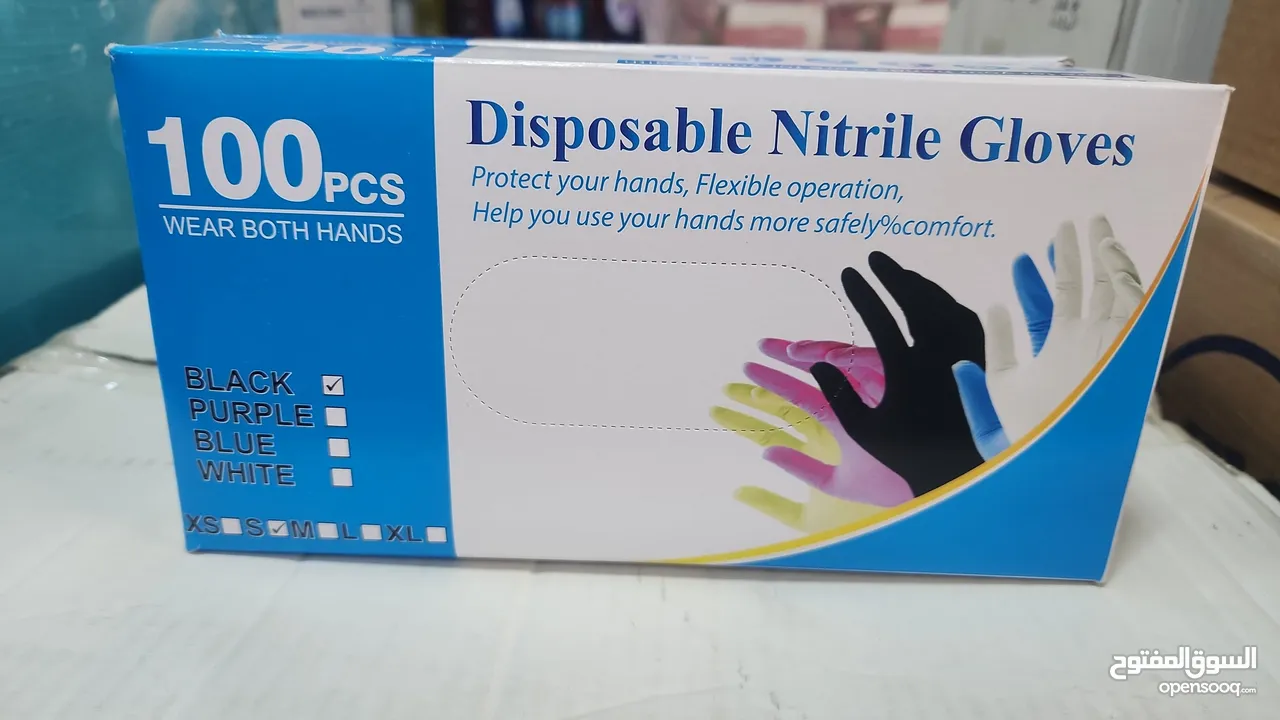 100PCS
WEAR BOTH HANDS
BLACK ☑
PURPLE ☐
BLUE ☐
WHITE ☐
XS☐ S☑ M☐ L☐ XL☐
Disposable Nitrile Gloves
Protect your hands, Flexible operation,
Help you use your hands more safely%comfort.
100
السوق المفتوح
opensooq.com